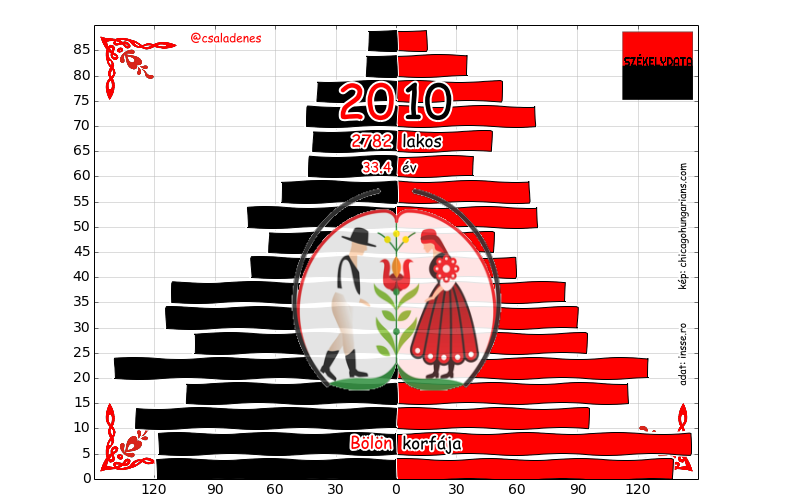 @csaladenes
SZÉKELYDATA
2010
2782 lakos
33.4 év
kép: chicagohungarians.com
adat: insse.ro
Bölön korfája
85
80
75
70
65
60
55
50
45
40
35
30
25
20
15
10
5
0
120 90 60 30 0 30 60 90 120